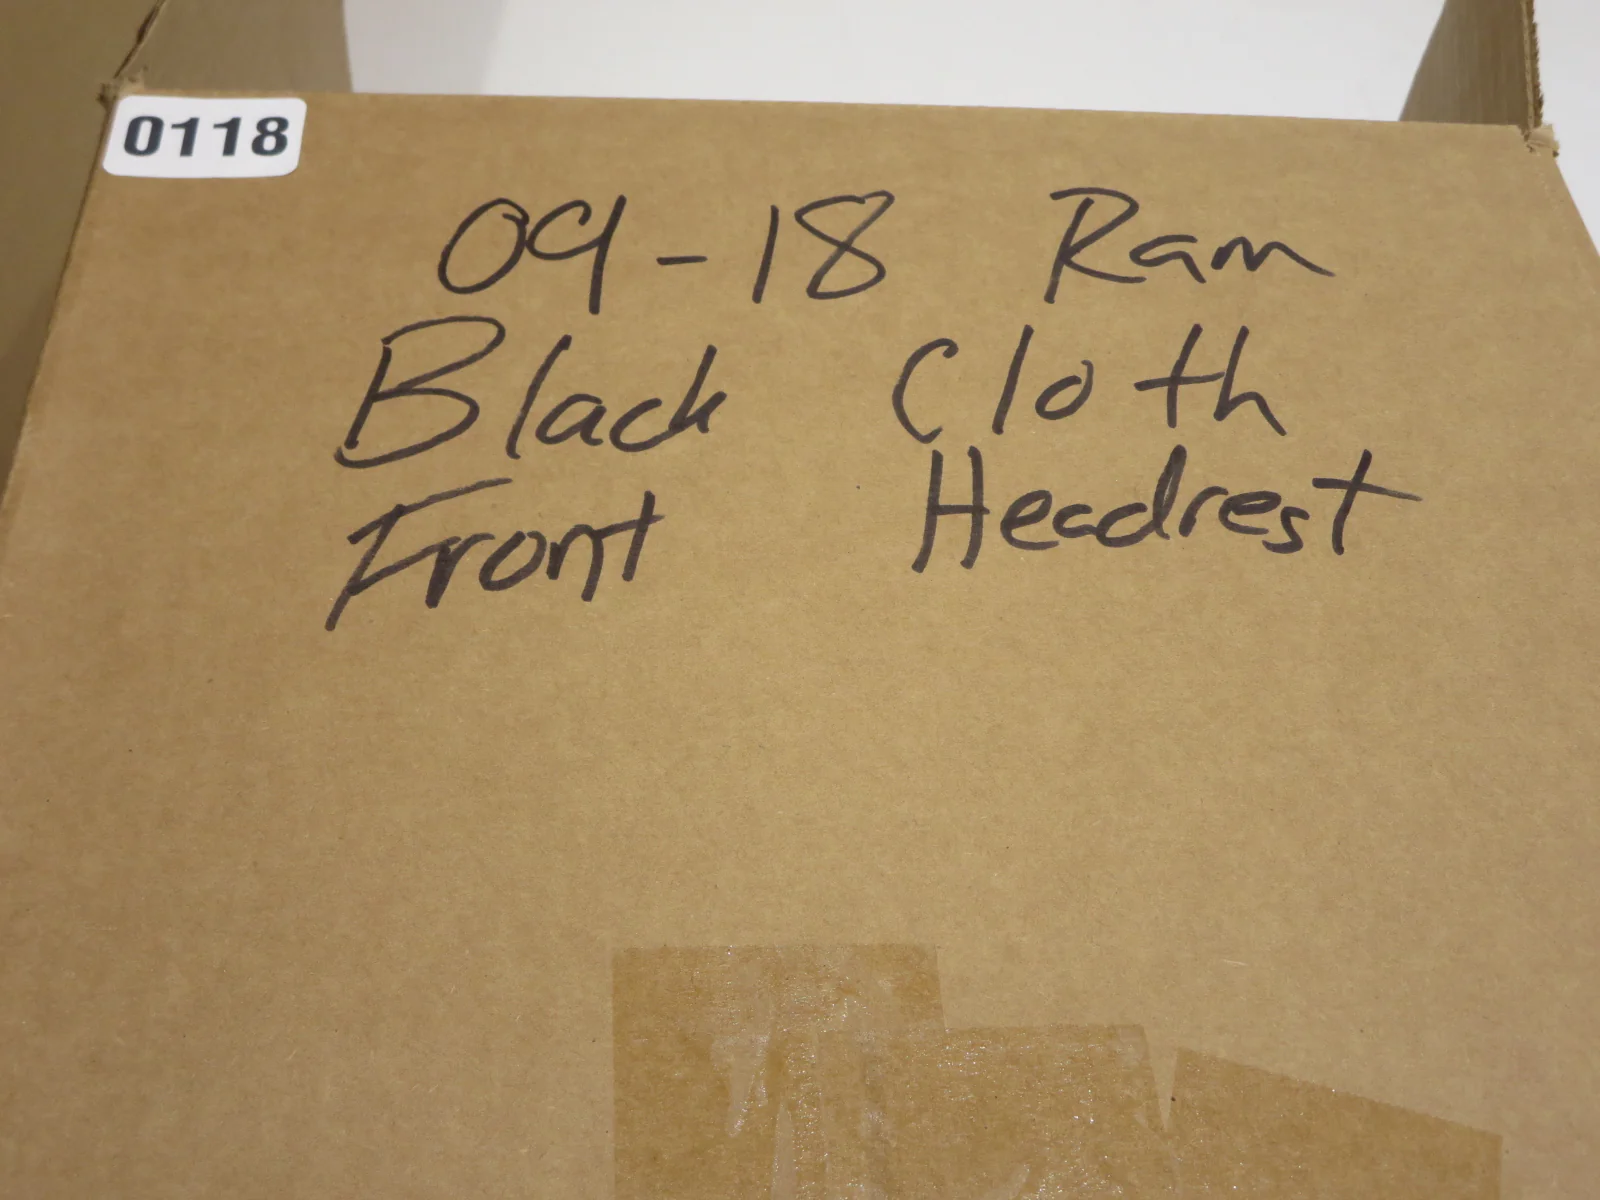 0118
09-18 Ram
Black Cloth
Front Headrest